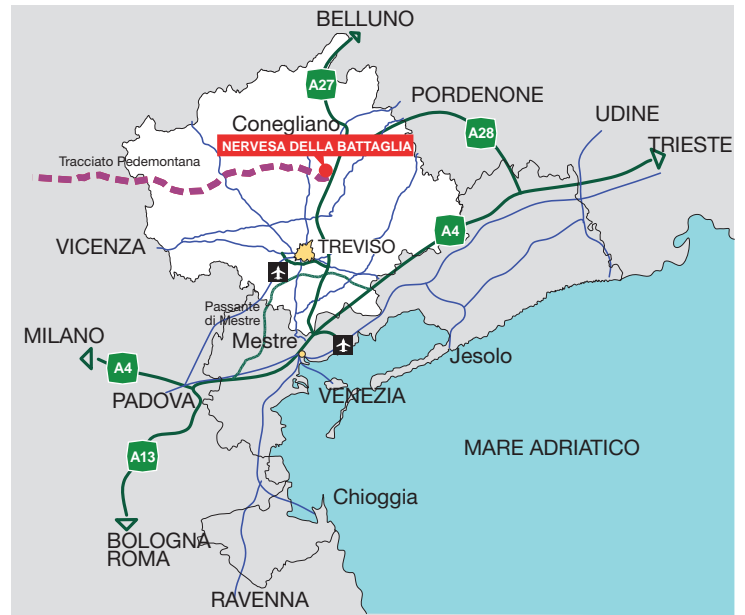 BELLUNO
A27
PORDENONE
UDINE
Conegliano
A28
NERVESA DELLA BATTAGLIA
TRIESTE
Tracciato Pedemontana
A4
VICENZA
TREVISO
Passante
di Mestre
MILANO
Mestre
Jesolo
A4
PADOVA
VENEZIA
MARE ADRIATICO
A13
Chioggia
BOLOGNA
ROMA
RAVENNA